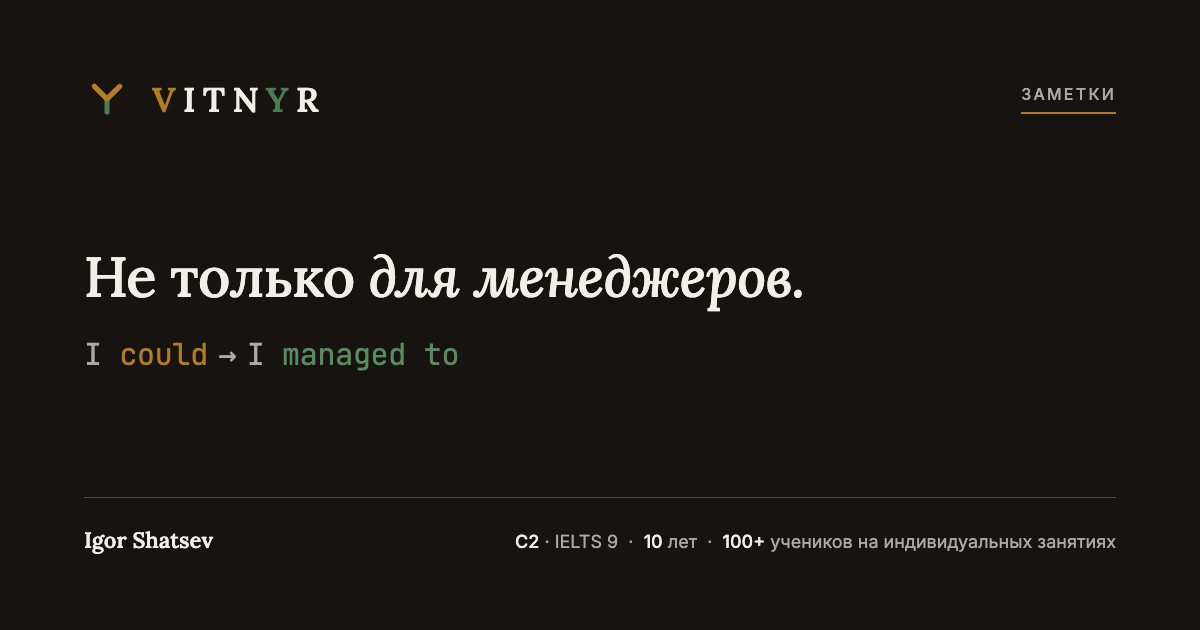 VITNYR
ЗАМЕТКИ
Не только для менеджеров.
I could → I managed to
Igor Shatsev
C2 · IELTS 9 · 10 лет · 100+ учеников на индивидуальных занятиях